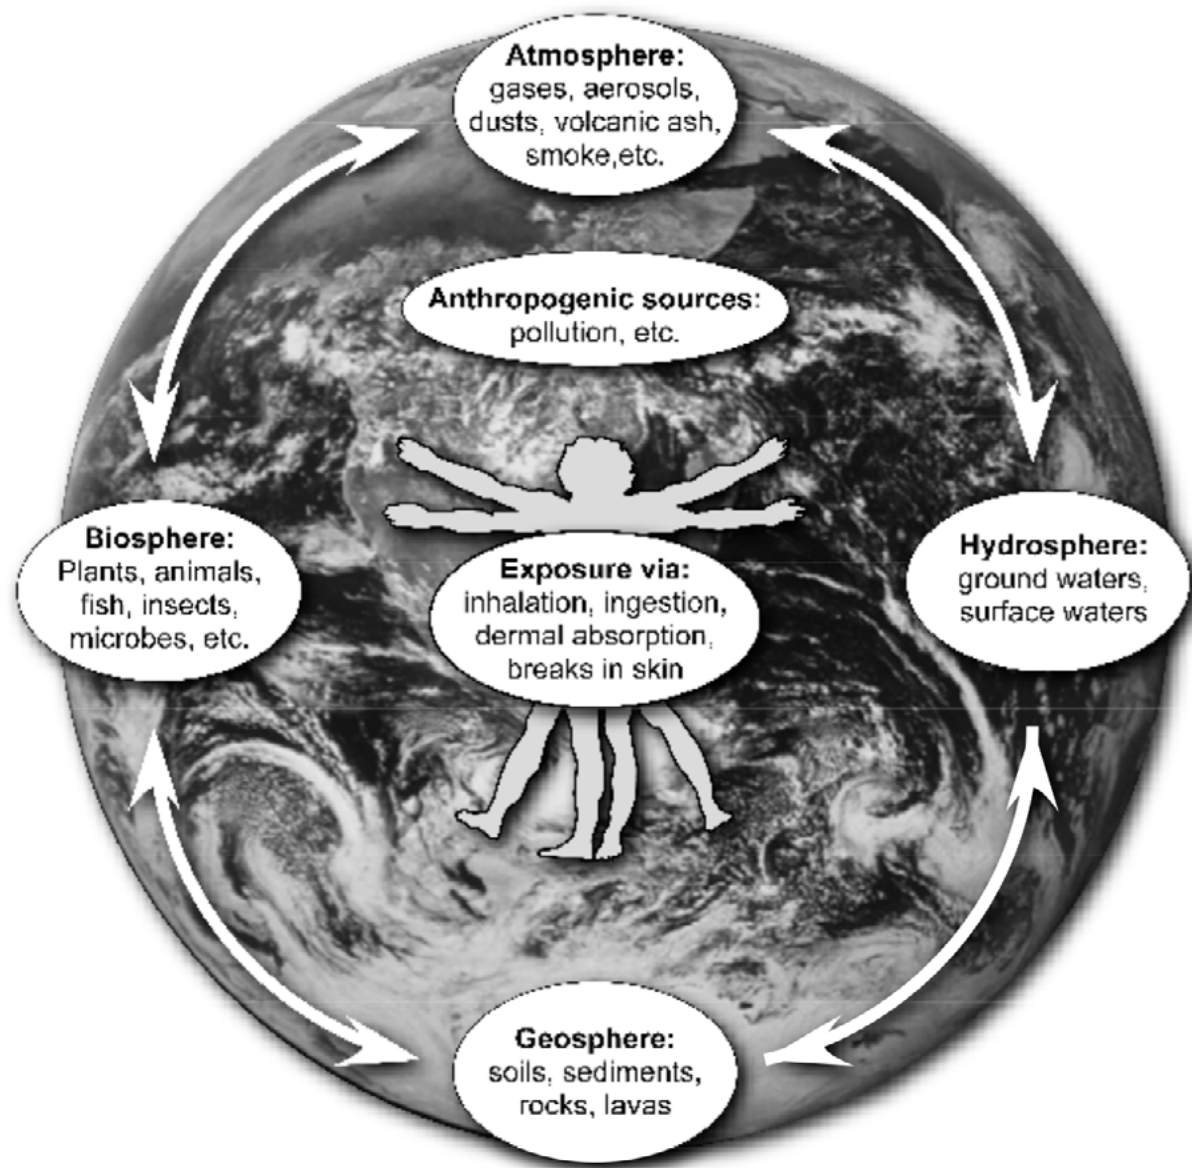 Atmosphere:
gases, aerosols,
dusts, volcanic ash,
smoke,etc.
Anthropogenic sources:
pollution, etc.
Biosphere:
Plants, animals,
fish, insects,
microbes, etc.
Exposure via:
inhalation, ingestion,
dermal absorption,
breaks in skin
Hydrosphere:
ground waters,
surface waters
Geosphere:
soils, sediments,
rocks, lavas